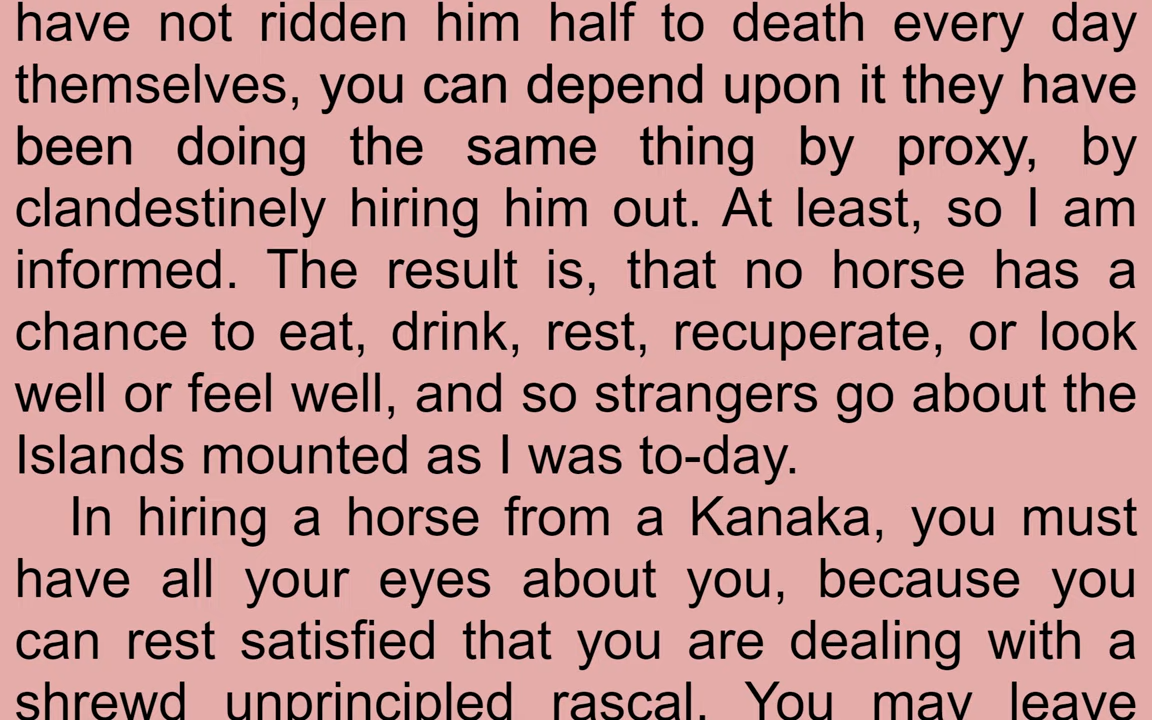 have not ridden him half to death every day
themselves, you can depend upon it they have
been doing the same thing by proxy, by
clandestinely hiring him out. At least, so I am
informed. The result is, that no horse has a
chance to eat, drink, rest, recuperate, or look
well or feel well, and so strangers go about the
Islands mounted as I was to-day.
In hiring a horse from a Kanaka, you must
have all your eyes about you, because you
can rest satisfied that you are dealing with a
shrewd unprincipled rascal. You may leave